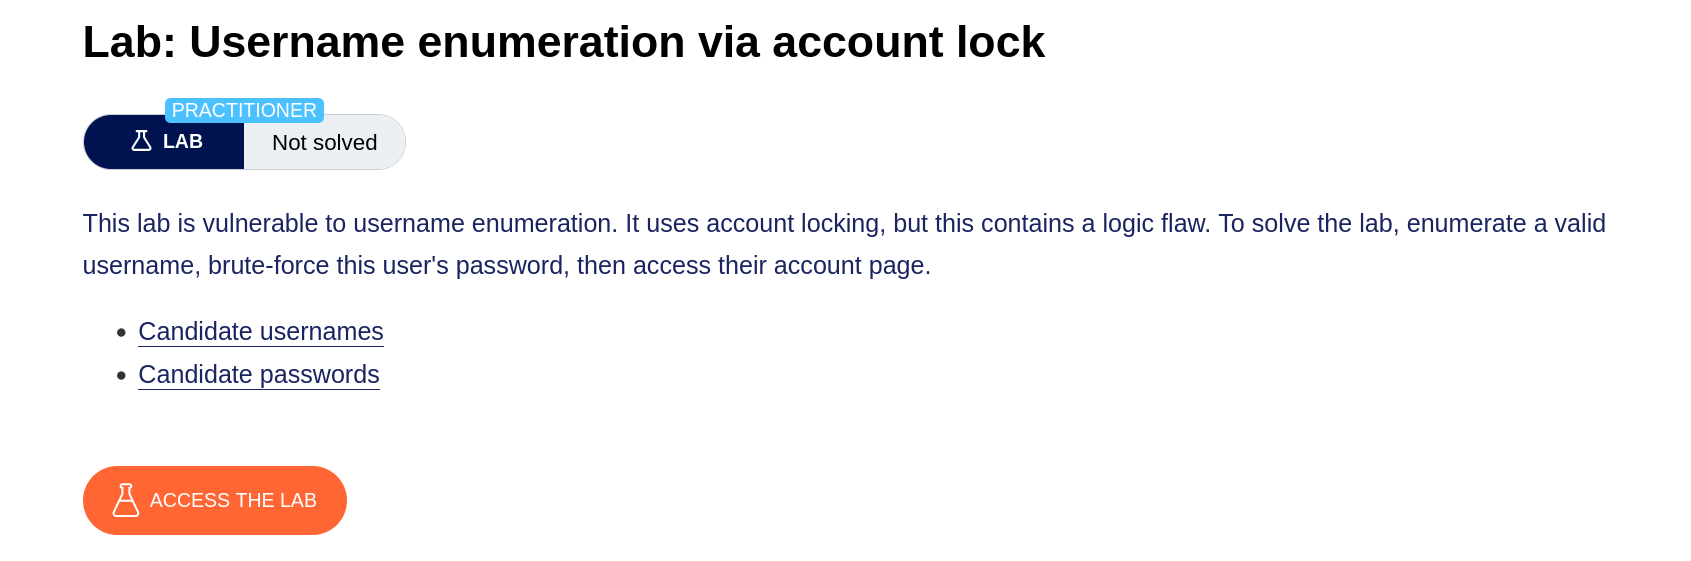 Lab: Username enumeration via account lock
PRACTITIONER
LAB
Not solved
This lab is vulnerable to username enumeration. It uses account locking, but this contains a logic flaw. To solve the lab, enumerate a valid
username, brute-force this user's password, then access their account page.
Candidate usernames
Candidate passwords
ACCESS THE LAB